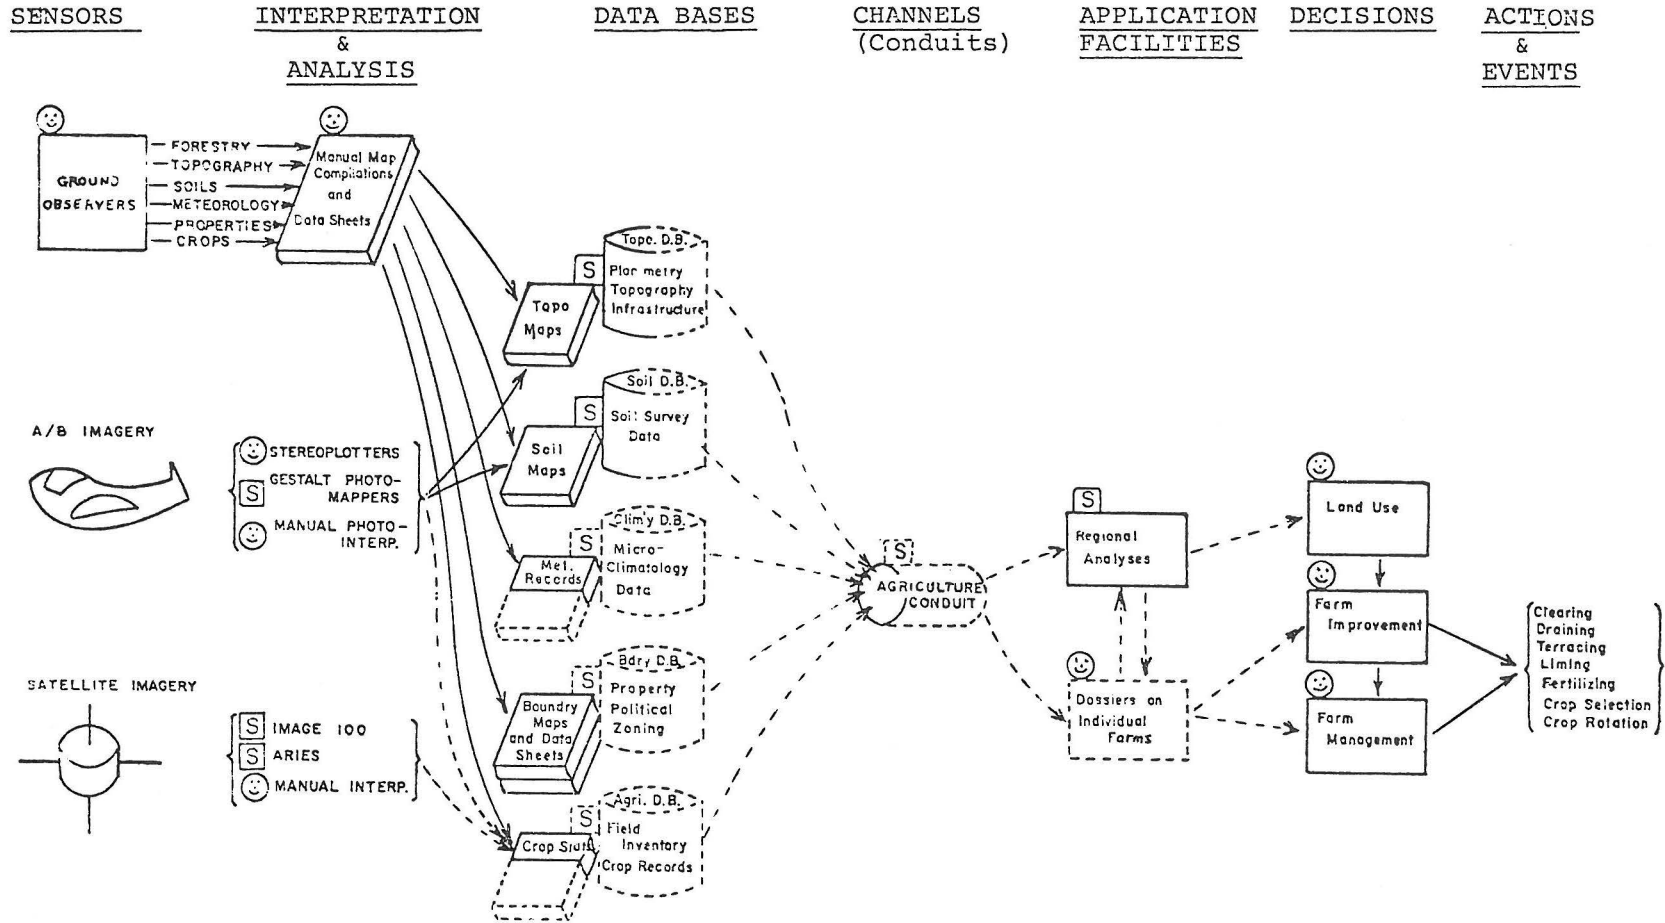 SENSORS
INTERPRETATION
&
ANALYSIS
DATA BASES
CHANNELS
(Conduits)
APPLICATION
FACILITIES
DECISIONS
ACTIONS
&
EVENTS
GROUND
OBSERVERS
FORESTRY
TOPOGRAPHY
SOILS
METEOROLOGY
PROPERTIES
CROPS
Manual Map
Compliations
and
Data Sheets
A/B IMAGERY
STEREOPLOTTERS
S
GESTALT PHOTO-
MAPPERS
MANUAL PHOTO-
INTERP.
SATELLITE IMAGERY
S
IMAGE 100
S
ARIES
MANUAL INTERP.
S
Topo
Maps
Topo. D.B.
Plan metry
Topography
Infrastructure
S
Soil
Maps
Soil D.B.
Soil Survey
Data
S
Met.
Records
Clim'y D.B.
Micro-
Climatology
Data
S
Boundry
Maps
and Data
Sheets
Bdry D.B.
Property
Political
Zoning
S
Crop Stats
Agri. D.B.
Field
Inventory
Crop Records
S
AGRICULTURE
CONDUIT
S
Regional
Analyses
Dossiers on
Individual
Farms
Land Use
Farm
Improvement
Farm
Management
Clearing
Draining
Terracing
Liming
Fertilizing
Crop Selection
Crop Rotation